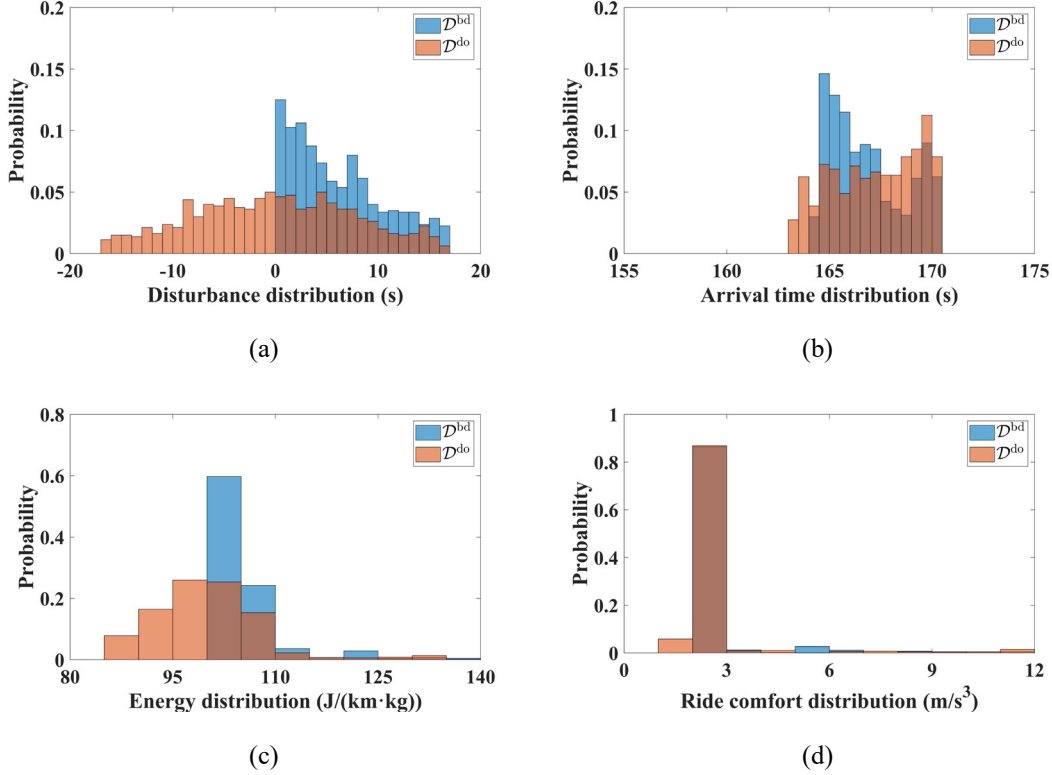 0.2
0.15
0.1
0.05
0
Probability
-20 -10 0 10 20
Disturbance distribution (s)
𝒟^bd
𝒟^do
(a)
0.2
0.15
0.1
0.05
0
Probability
155 160 165 170 175
Arrival time distribution (s)
𝒟^bd
𝒟^do
(b)
0.8
0.6
0.4
0.2
0
Probability
80 95 110 125 140
Energy distribution (J/(km·kg))
𝒟^bd
𝒟^do
(c)
1
0.8
0.6
0.4
0.2
0
Probability
0 3 6 9 12
Ride comfort distribution (m/s³)
𝒟^bd
𝒟^do
(d)